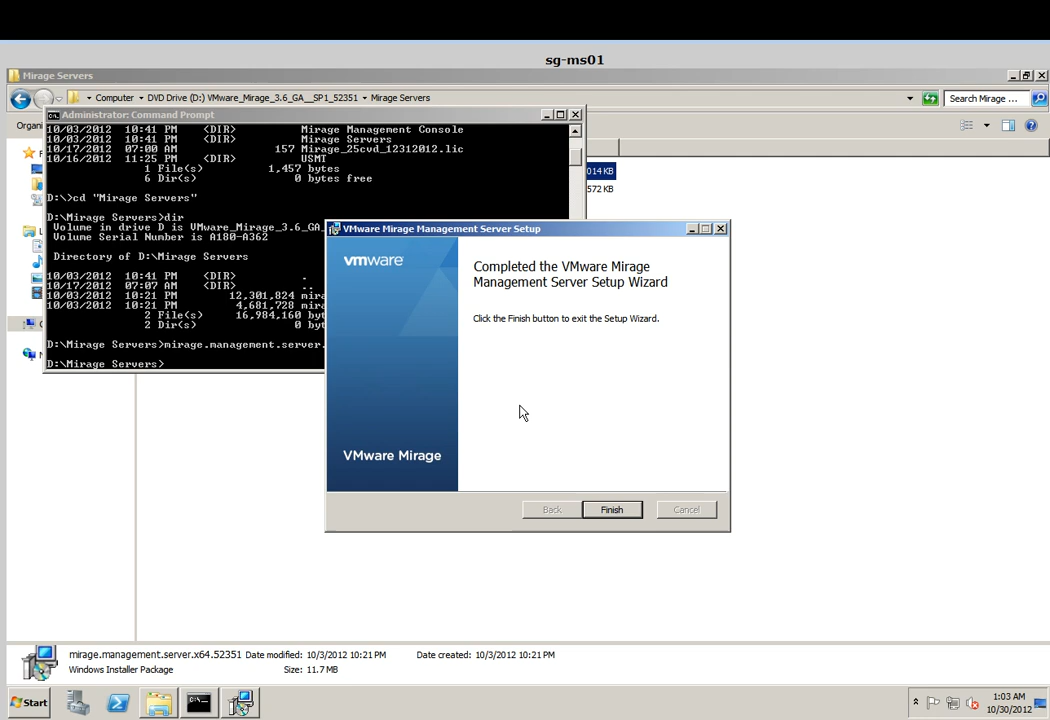 sg-ms01
Mirage Servers
Computer ▾ DVD Drive (D:) VMware_Mirage_3.6_GA__SP1_52351 ▾ Mirage Servers
Search Mirage ...
Administrator: Command Prompt
Organi
10/03/2012 10:41 PM <DIR> Mirage Management Console
10/03/2012 10:41 PM <DIR> Mirage Servers
10/17/2012 07:00 AM 157 Mirage_25cvd_12312012.lic
10/16/2012 11:25 PM <DIR> USMT
1 File(s) 1,457 bytes
6 Dir(s) 0 bytes free
014 KB
572 KB
D:\>cd "Mirage Servers"
D:\Mirage Servers>dir
Volume in drive D is VMware_Mirage_3.6_GA_
Volume Serial Number is A180-A362
Directory of D:\Mirage Servers
10/03/2012 10:41 PM <DIR> .
10/17/2012 07:07 AM <DIR> ..
10/03/2012 10:21 PM 12,301,824 mira
10/03/2012 10:21 PM 4,681,728 mira
2 File(s) 16,984,160 byt
2 Dir(s) 0 byt
D:\Mirage Servers>mirage.management.server.
D:\Mirage Servers>
VMware Mirage Management Server Setup
vmware
Completed the VMware Mirage
Management Server Setup Wizard
Click the Finish button to exit the Setup Wizard.
VMware Mirage
Back
Finish
Cancel
mirage.management.server.x64.52351 Date modified: 10/3/2012 10:21 PM Date created: 10/3/2012 10:21 PM
Windows Installer Package Size: 11.7 MB
Start
1:03 AM
10/30/2012